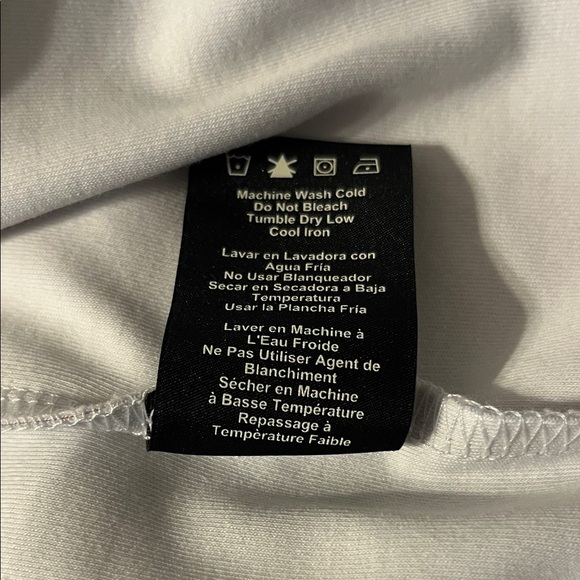 Machine Wash Cold
Do Not Bleach
Tumble Dry Low
Cool Iron
Lavar en Lavadora con
Agua Fría
No Usar Blanqueador
Secar en Secadora a Baja
Temperatura
Usar la Plancha Fría
Laver en Machine à
L'Eau Froide
Ne Pas Utiliser Agent de
Blanchiment
Sécher en Machine
à Basse Température
Repassage à
Tempèrature Faible